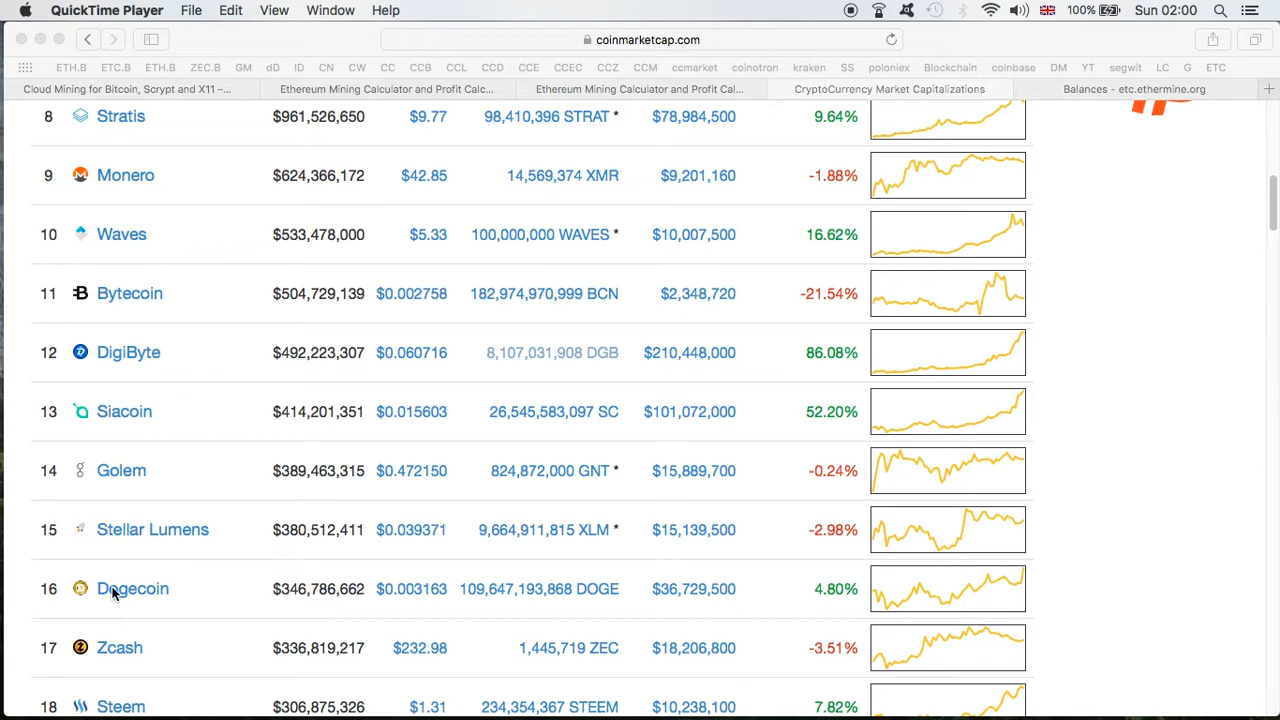 QuickTime Player File Edit View Window Help 100% Sun 02:00
coinmarketcap.com
ETH.B ETC.B ETH.B ZEC.B GM dD ID CN CW CC CCB CCL CCD CCE CCEC CCZ CCM ccmarket coinotron kraken SS poloniex Blockchain coinbase DM YT segwit LC G ETC
Cloud Mining for Bitcoin, Scrypt and X11 –... Ethereum Mining Calculator and Profit Calc... Ethereum Mining Calculator and Profit Cal... CryptoCurrency Market Capitalizations Balances - etc.ethermine.org
8 Stratis $961,526,650 $9.77 98,410,396 STRAT * $78,984,500 9.64%
9 Monero $624,366,172 $42.85 14,569,374 XMR $9,201,160 -1.88%
10 Waves $533,478,000 $5.33 100,000,000 WAVES * $10,007,500 16.62%
11 Bytecoin $504,729,139 $0.002758 182,974,970,999 BCN $2,348,720 -21.54%
12 DigiByte $492,223,307 $0.060716 8,107,031,908 DGB $210,448,000 86.08%
13 Siacoin $414,201,351 $0.015603 26,545,583,097 SC $101,072,000 52.20%
14 Golem $389,463,315 $0.472150 824,872,000 GNT * $15,889,700 -0.24%
15 Stellar Lumens $380,512,411 $0.039371 9,664,911,815 XLM * $15,139,500 -2.98%
16 Dogecoin $346,786,662 $0.003163 109,647,193,868 DOGE $36,729,500 4.80%
17 Zcash $336,819,217 $232.98 1,445,719 ZEC $18,206,800 -3.51%
18 Steem $306,875,326 $1.31 234,354,367 STEEM $10,238,100 7.82%